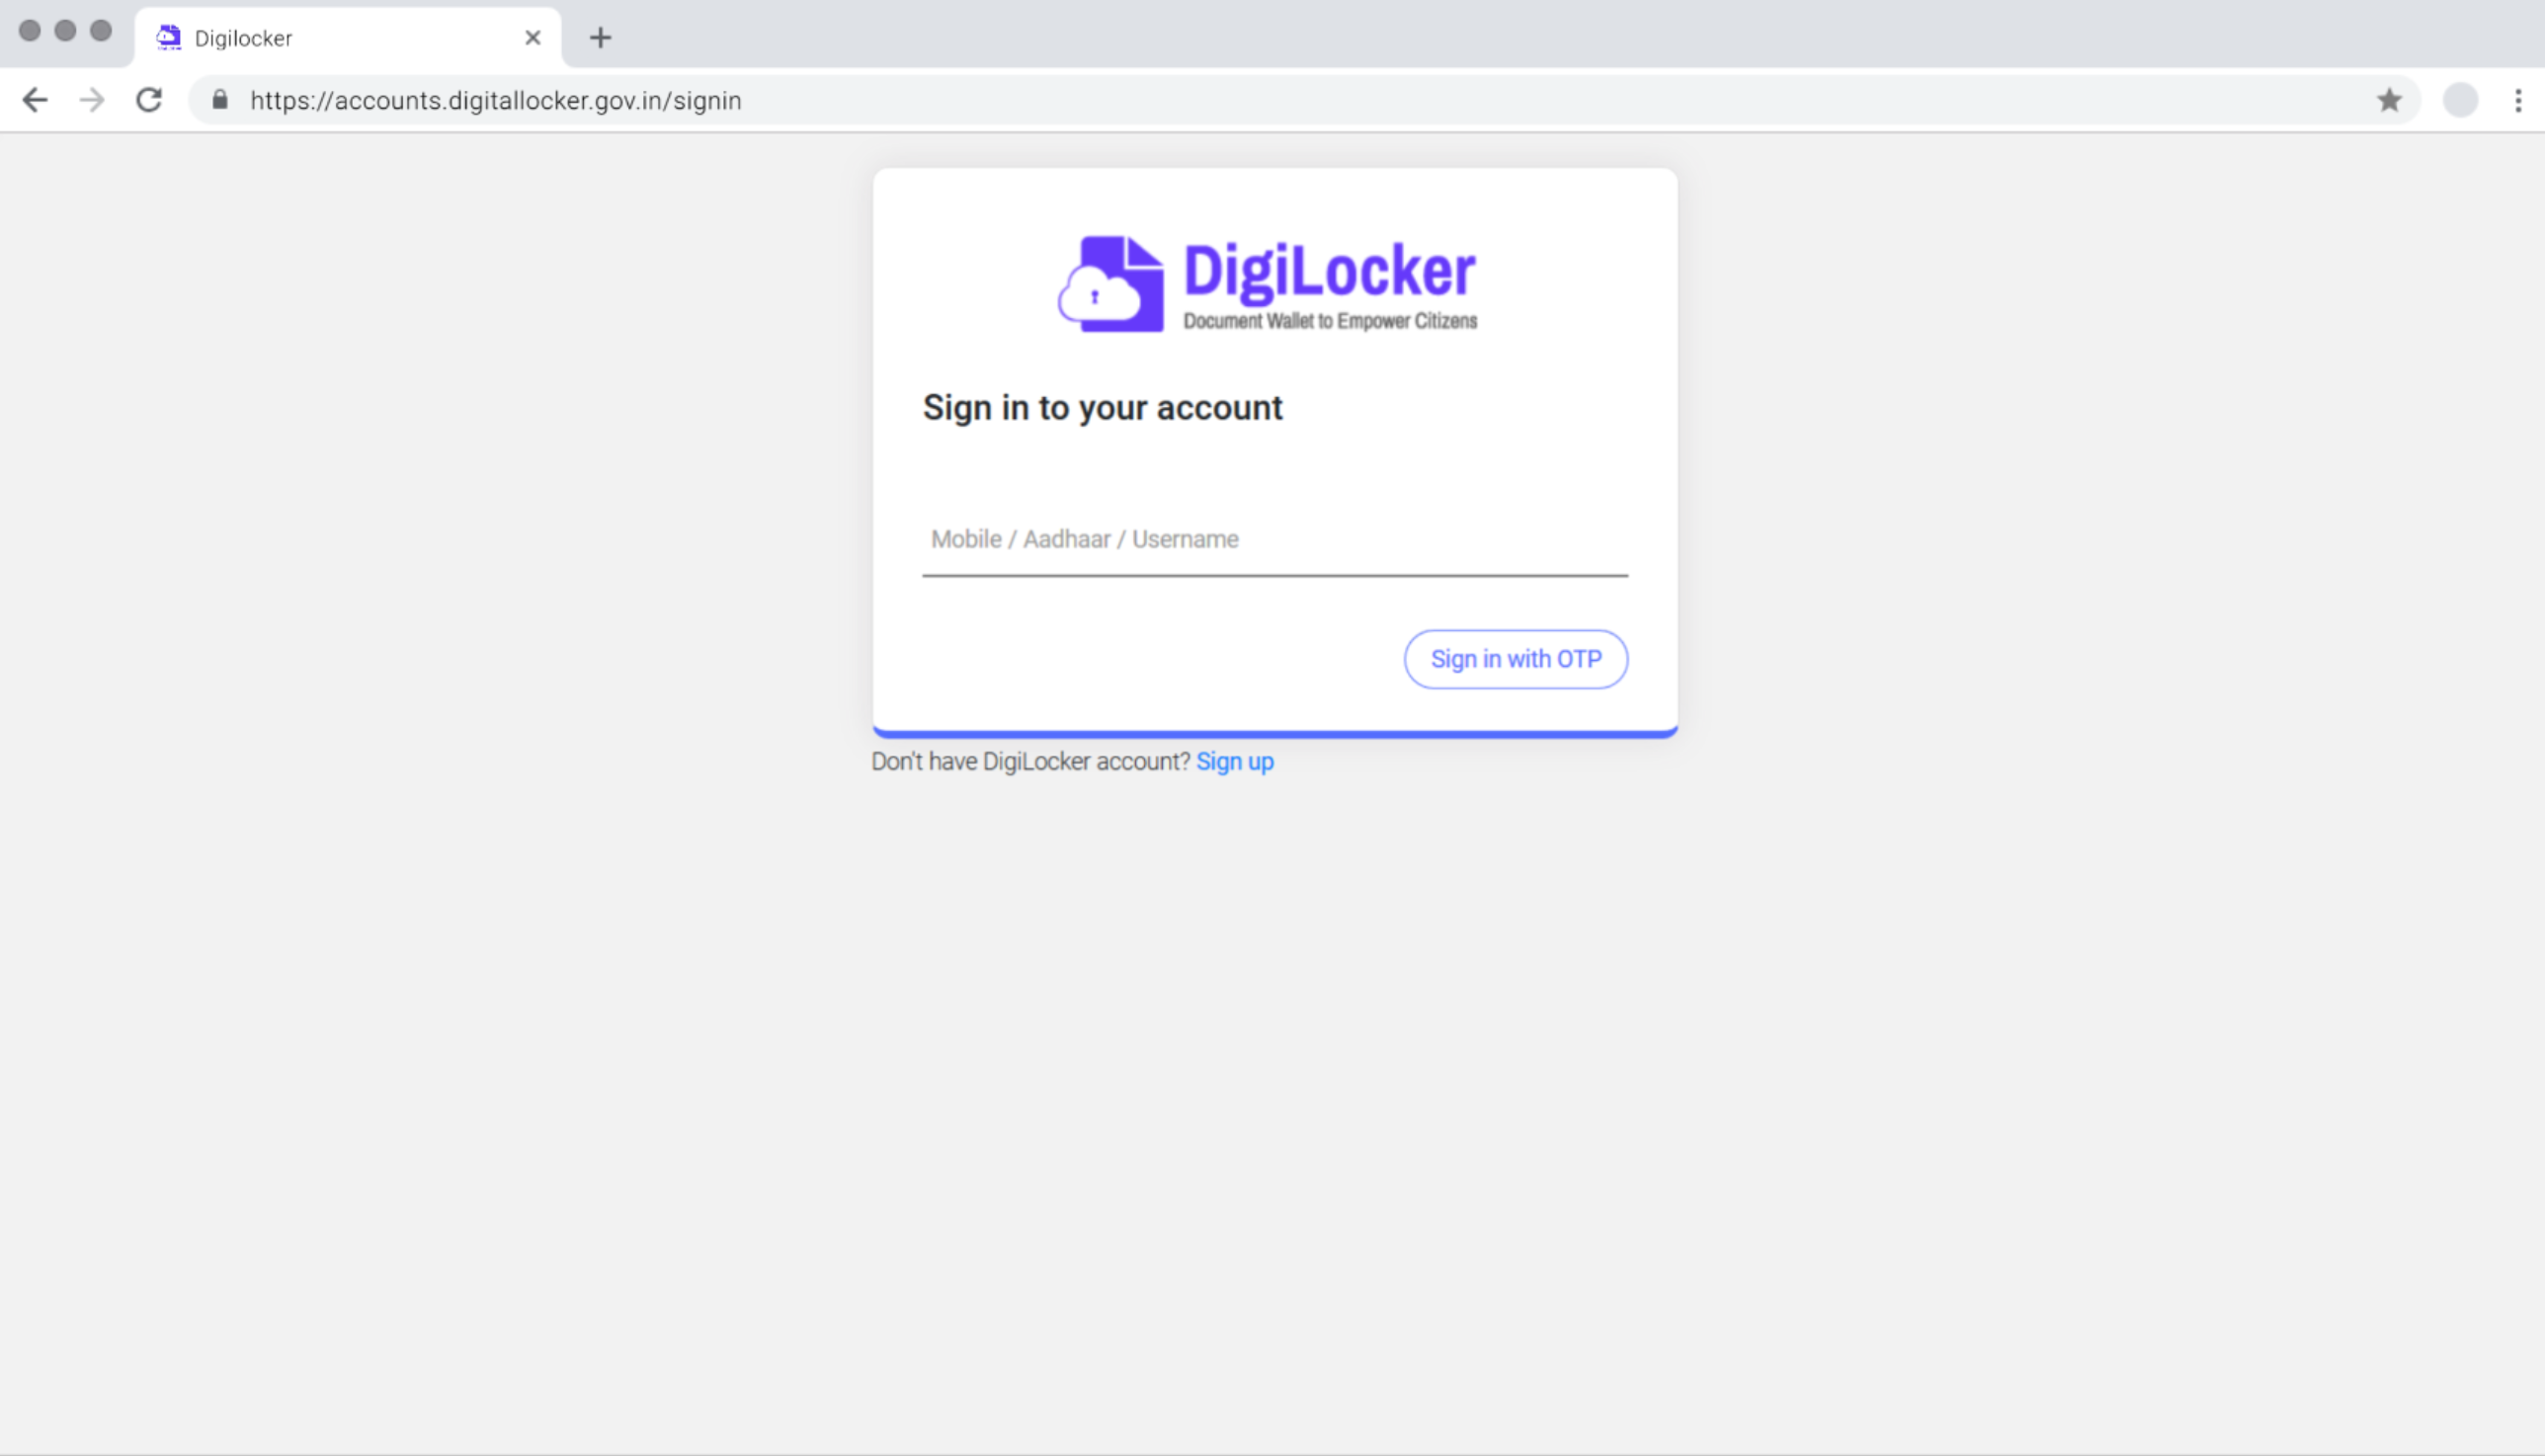 Digilocker
https://accounts.digitallocker.gov.in/signin
DigiLocker
Document Wallet to Empower Citizens
Sign in to your account
Mobile / Aadhaar / Username
Sign in with OTP
Don't have DigiLocker account? Sign up